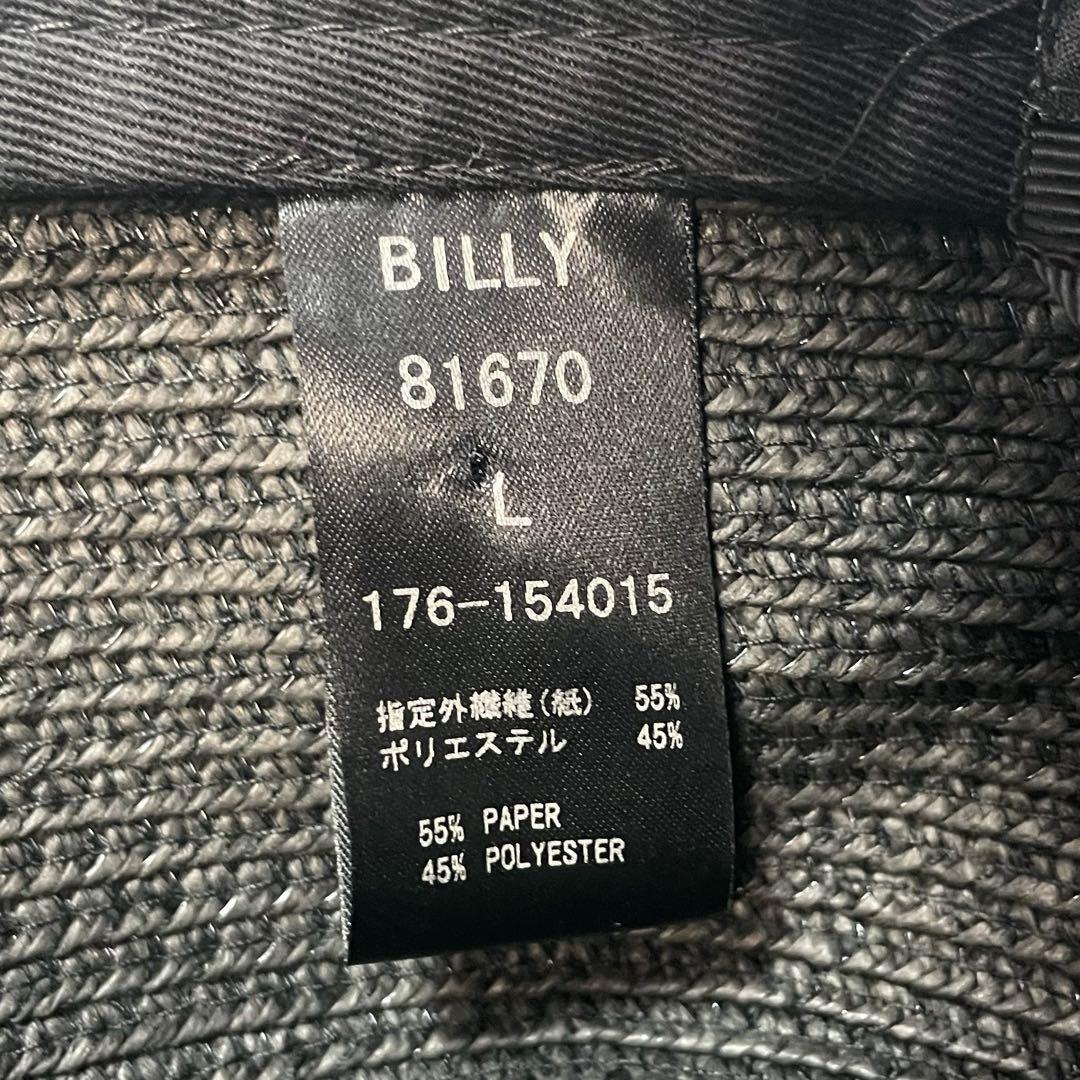 BILLY
81670
L
176-154015
指定外繊維(紙) 55%
ポリエステル 45%
55% PAPER
45% POLYESTER